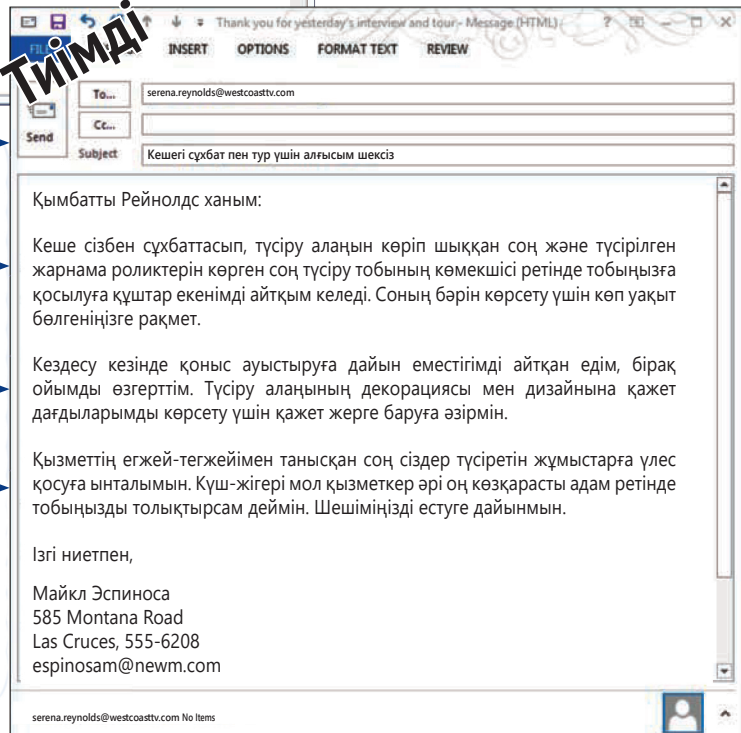 Thank you for yesterday's interview and tour - Message (HTML)
Тиімді
INSERT OPTIONS FORMAT TEXT REVIEW
To... serena.reynolds@westcoasttv.com
Cc...
Send
Subject Кешегі сұхбат пен тур үшін алғысым шексіз
Қымбатты Рейнолдс ханым:
Кеше сізбен сұхбаттасып, түсіру алаңын көріп шыққан соң және түсірілген
жарнама роликтерін көрген соң түсіру тобының көмекшісі ретінде тобыңызға
қосылуға құштар екенімді айтқым келеді. Соның бәрін көрсету үшін көп уақыт
бөлгеніңізге рақмет.
Кездесу кезінде қоныс ауыстыруға дайын еместігімді айтқан едім, бірақ
ойымды өзгерттім. Түсіру алаңының декорациясы мен дизайнына қажет
дағдыларымды көрсету үшін қажет жерге баруға әзірмін.
Қызметтің егжей-тегжейімен танысқан соң сіздер түсіретін жұмыстарға үлес
қосуға ынталымын. Күш-жігері мол қызметкер әрі оң көзқарасты адам ретінде
тобыңызды толықтырсам деймін. Шешіміңізді естуге дайынмын.
Ізгі ниетпен,
Майкл Эспиноса
585 Montana Road
Las Cruces, 555-6208
espinosam@newm.com
serena.reynolds@westcoasttv.com No Items